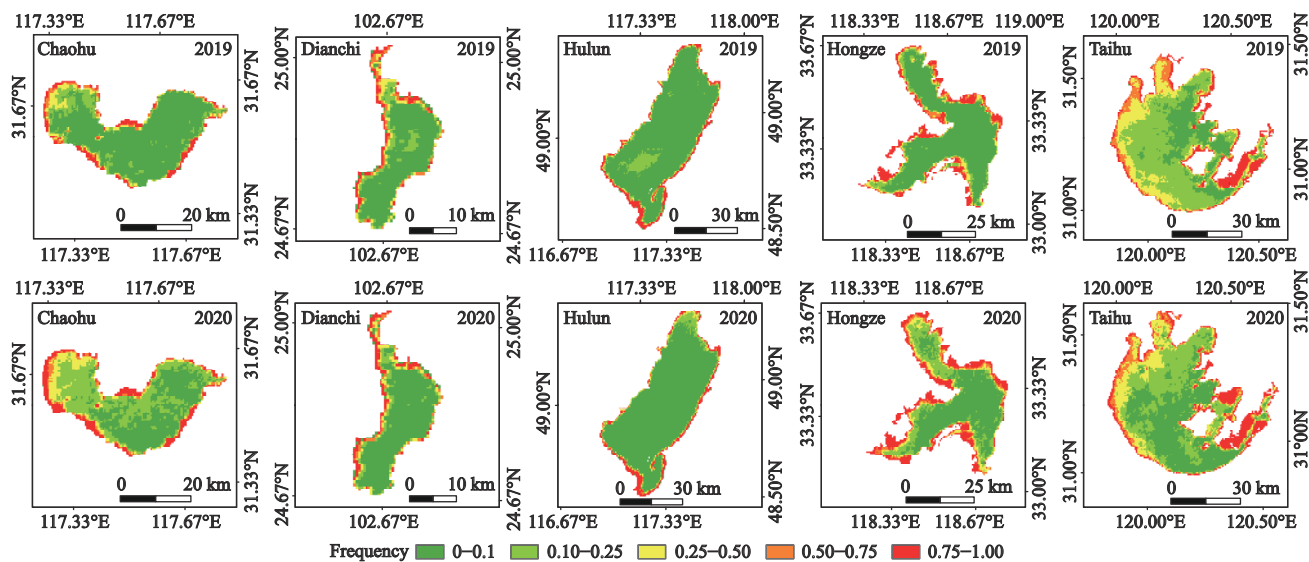 117.33°E 117.67°E 102.67°E 117.33°E 118.00°E 118.33°E 118.67°E 119.00°E 120.00°E 120.50°E
Chaohu 2019 Dianchi 2019 Hulun 2019 Hongze 2019 Taihu 2019
31.67°N 31.67°N 31.33°N 25.00°N 24.67°N 25.00°N 24.67°N 49.00°N 49.00°N 48.50°N 33.67°N 33.33°N 33.33°N 33.00°N 31.50°N 31.00°N 31.50°N 31.00°N
0 20 km 0 10 km 0 30 km 0 25 km 0 30 km
117.33°E 117.67°E 102.67°E 116.67°E 117.33°E 118.33°E 118.67°E 120.00°E 120.50°E
117.33°E 117.67°E 102.67°E 117.33°E 118.00°E 118.33°E 118.67°E 120.00°E 120.50°E
Chaohu 2020 Dianchi 2020 Hulun 2020 Hongze 2020 Taihu 2020
31.67°N 31.67°N 31.33°N 25.00°N 24.67°N 25.00°N 24.67°N 49.00°N 49.00°N 48.50°N 33.67°N 33.33°N 33.33°N 33.00°N 31.50°N 31.00°N 31.50°N 31°00°N
0 20 km 0 10 km 0 30 km 0 25 km 0 30 km
117.33°E 117.67°E 102.67°E 116.67°E 117.33°E 118.33°E 118.67°E 120.00°E 120.50°E
Frequency 0–0.1 0.10–0.25 0.25–0.50 0.50–0.75 0.75–1.00